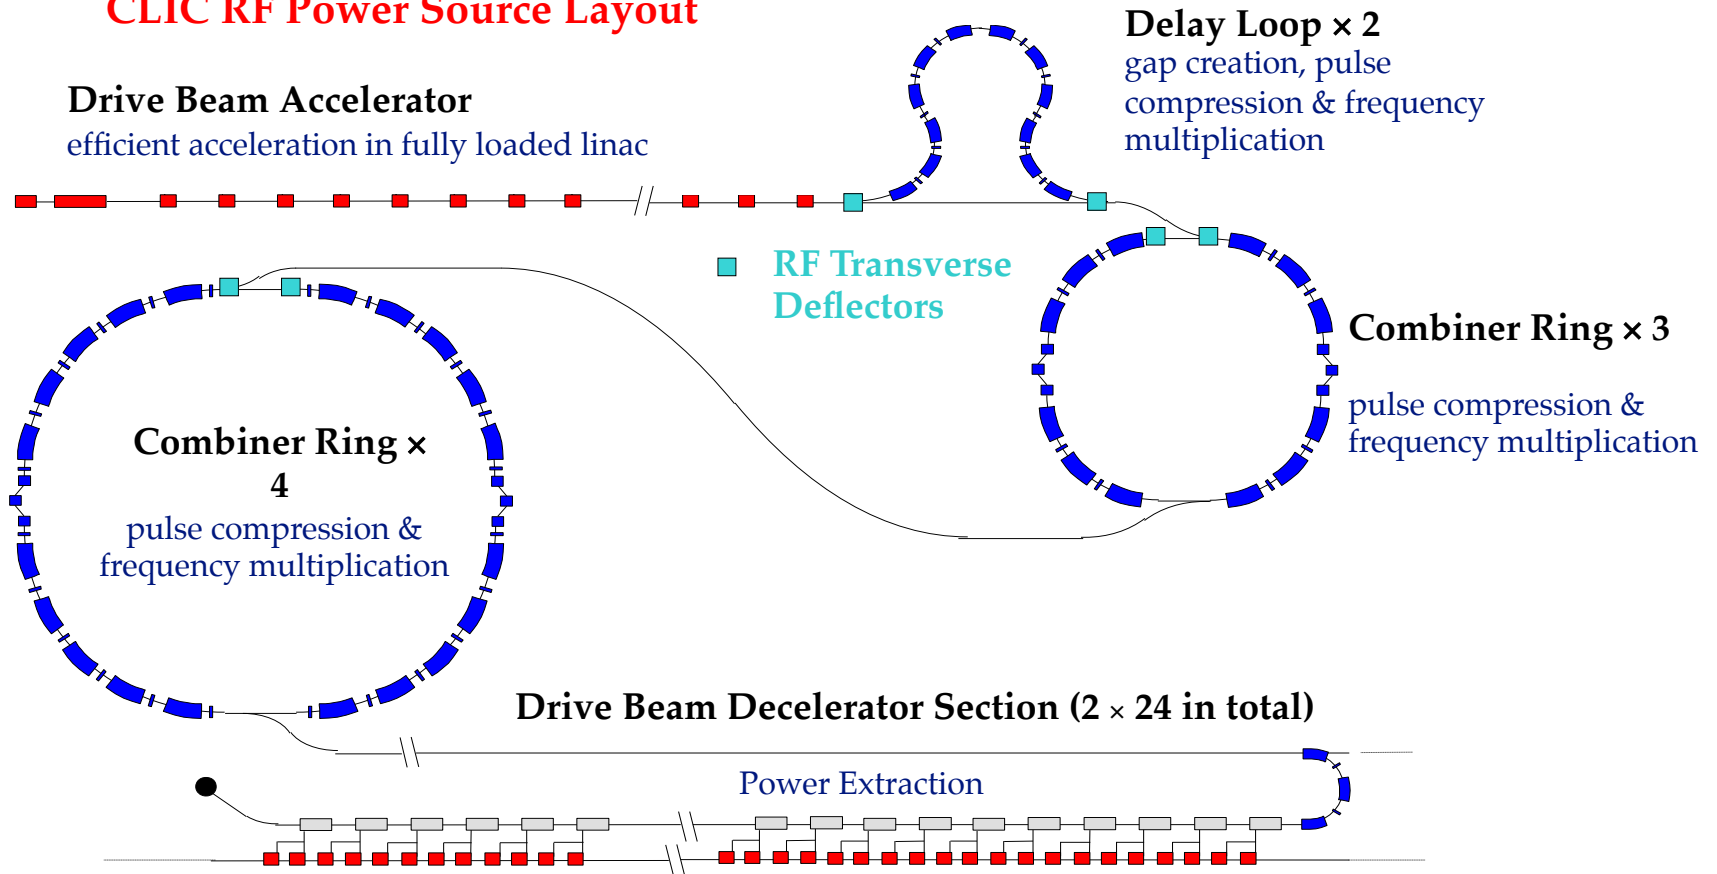 CLIC RF Power Source Layout
Delay Loop × 2
gap creation, pulse
compression & frequency
multiplication
Drive Beam Accelerator
efficient acceleration in fully loaded linac
RF Transverse
Deflectors
Combiner Ring × 3
pulse compression &
frequency multiplication
Combiner Ring ×
4
pulse compression &
frequency multiplication
Drive Beam Decelerator Section (2 × 24 in total)
Power Extraction